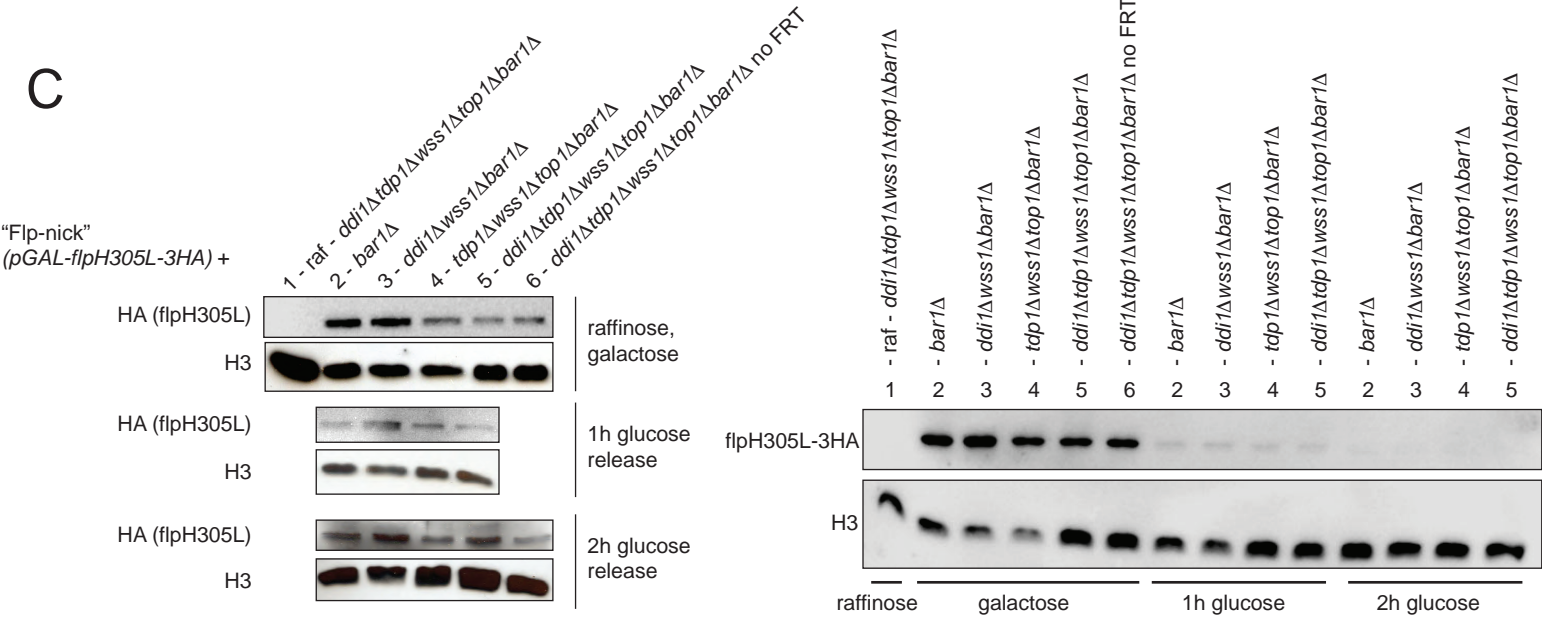 C
"Flp-nick"
(pGAL-flpH305L-3HA) +
1 - raf - ddi1Δtdp1Δwss1Δtop1Δbar1Δ
2 - bar1Δ
3 - ddi1Δwss1Δbar1Δ
4 - tdp1Δwss1Δtop1Δbar1Δ
5 - ddi1Δtdp1Δwss1Δtop1Δbar1Δ
6 - ddi1Δtdp1Δwss1Δtop1Δbar1Δ no FRT
HA (flpH305L)
H3
raffinose,
galactose
HA (flpH305L)
H3
1h glucose
release
HA (flpH305L)
H3
2h glucose
release
- raf - ddi1Δtdp1Δwss1Δtop1Δbar1Δ
- bar1Δ
- ddi1Δwss1Δbar1Δ
- tdp1Δwss1Δtop1Δbar1Δ
- ddi1Δtdp1Δwss1Δtop1Δbar1Δ
- ddi1Δtdp1Δwss1Δtop1Δbar1Δ no FRT
- bar1Δ
- ddi1Δwss1Δbar1Δ
- tdp1Δwss1Δtop1Δbar1Δ
- ddi1Δtdp1Δwss1Δtop1Δbar1Δ
- bar1Δ
- ddi1Δwss1Δbar1Δ
- tdp1Δwss1Δtop1Δbar1Δ
- ddi1Δtdp1Δwss1Δtop1Δbar1Δ
1 2 3 4 5 6 2 3 4 5 2 3 4 5
flpH305L-3HA
H3
raffinose galactose 1h glucose 2h glucose